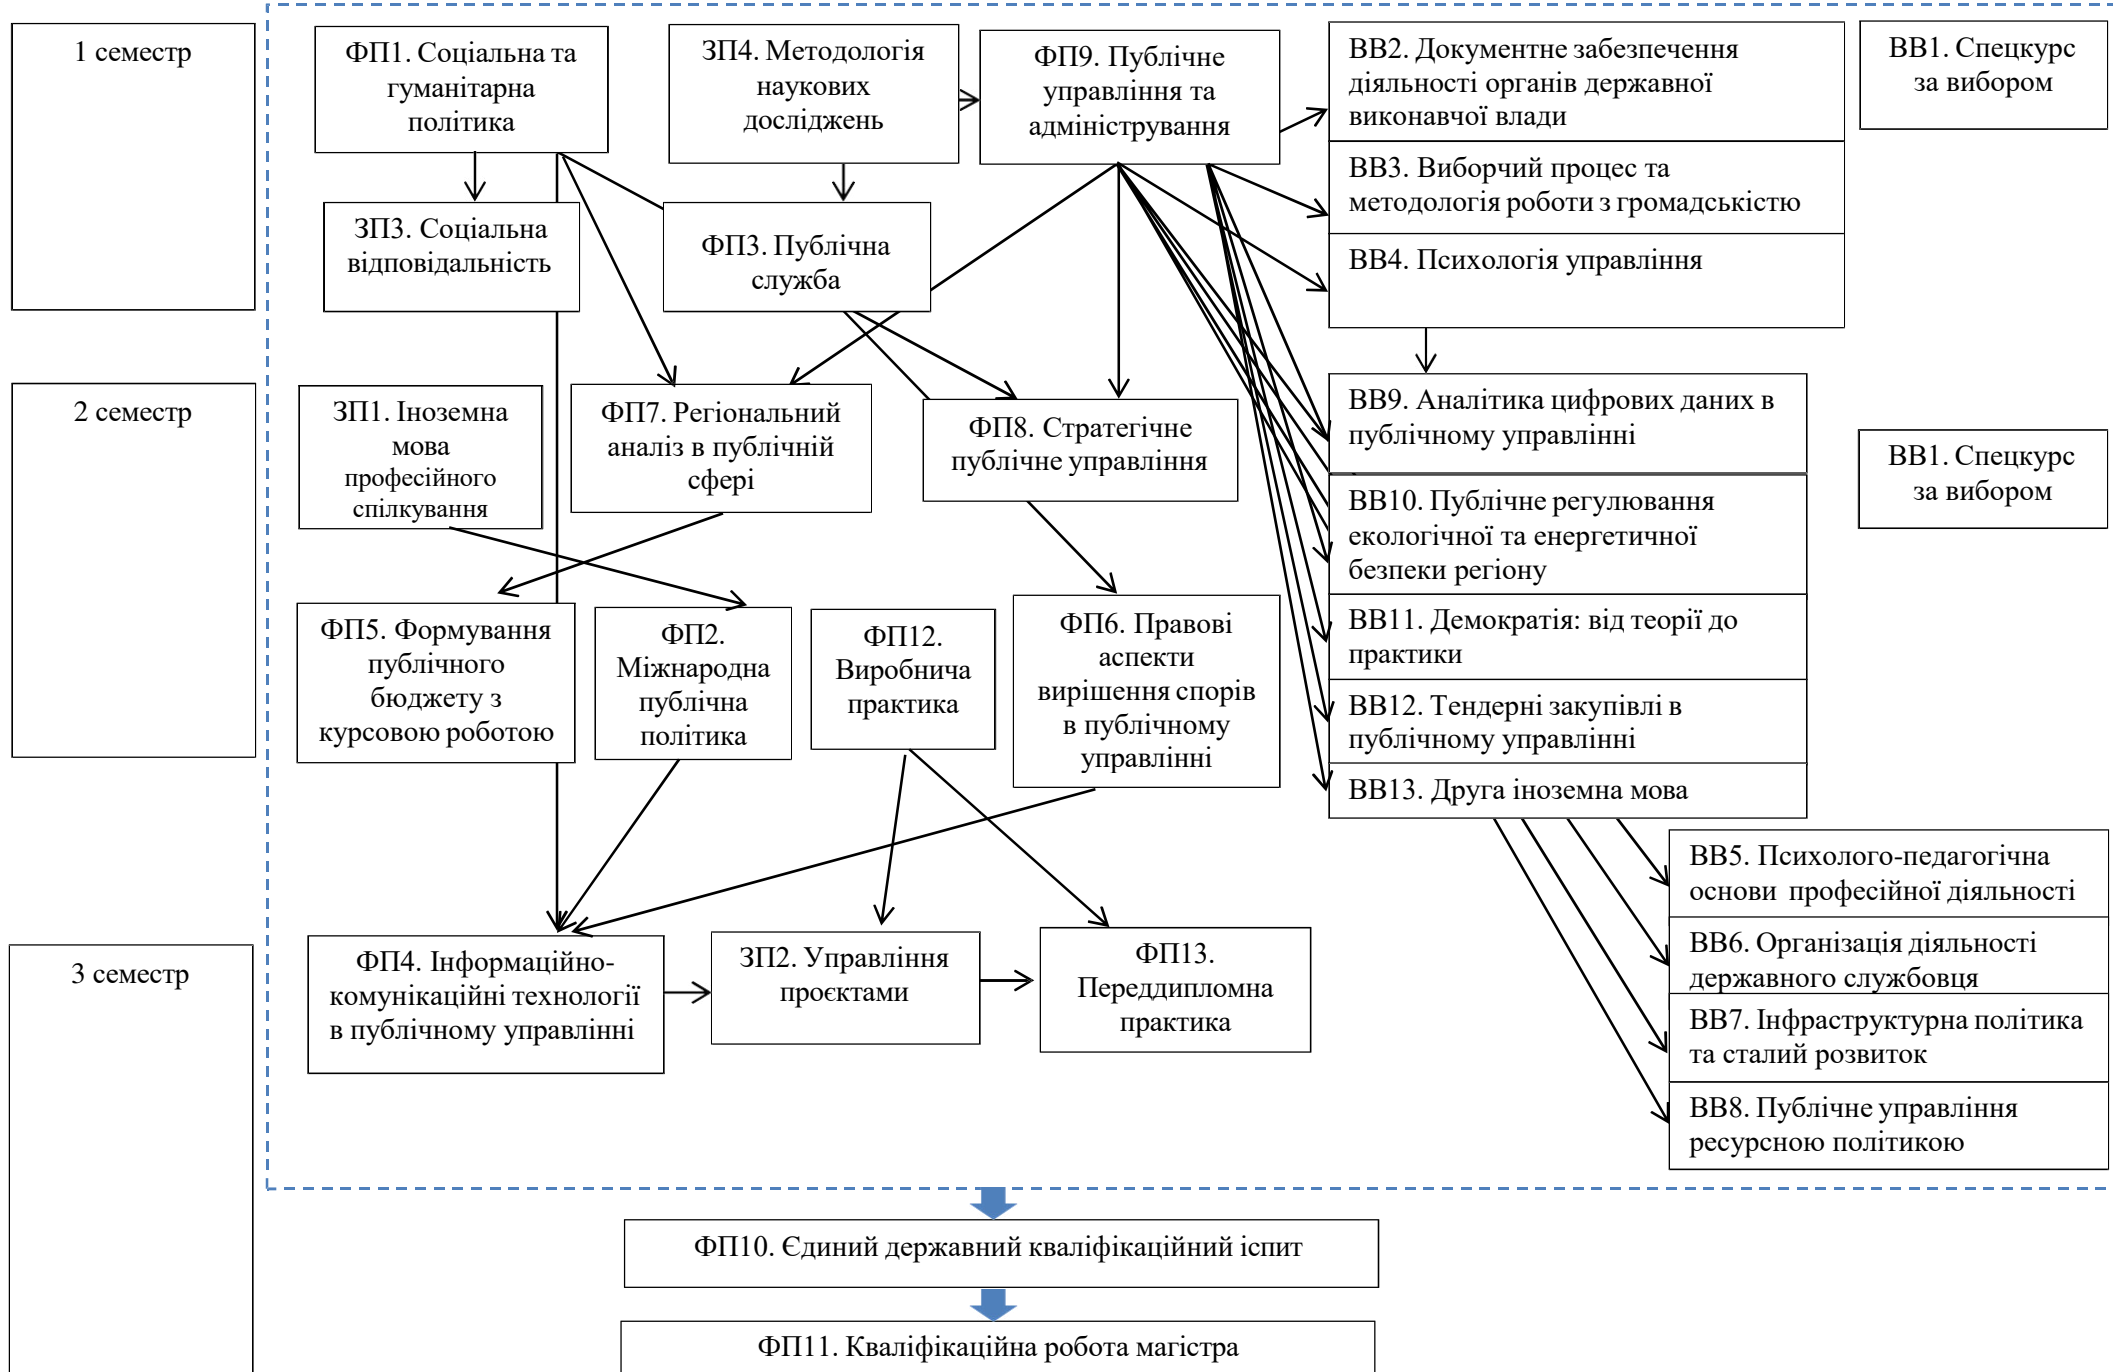 1 семестр
ФП1. Соціальна та
гуманітарна
політика
ЗП4. Методологія
наукових
досліджень
ФП9. Публічне
управління та
адміністрування
ВВ2. Документне забезпечення
діяльності органів державної
виконавчої влади
ВВ1. Спецкурс
за вибором
ВВ3. Виборчий процес та
методологія роботи з громадськістю
ЗП3. Соціальна
відповідальність
ФП3. Публічна
служба
ВВ4. Психологія управління
2 семестр
ЗП1. Іноземна
мова
професійного
спілкування
ФП7. Регіональний
аналіз в публічній
сфері
ФП8. Стратегічне
публічне управління
ВВ9. Аналітика цифрових даних в
публічному управлінні
ВВ1. Спецкурс
за вибором
ВВ10. Публічне регулювання
екологічної та енергетичної
безпеки регіону
ФП5. Формування
публічного
бюджету з
курсовою роботою
ФП2.
Міжнародна
публічна
політика
ФП12.
Виробнича
практика
ФП6. Правові
аспекти
вирішення спорів
в публічному
управлінні
ВВ11. Демократія: від теорії до
практики
ВВ12. Тендерні закупівлі в
публічному управлінні
ВВ13. Друга іноземна мова
ВВ5. Психолого-педагогічна
основи професійної діяльності
3 семестр
ФП4. Інформаційно-
комунікаційні технології
в публічному управлінні
ЗП2. Управління
проєктами
ФП13.
Переддипломна
практика
ВВ6. Організація діяльності
державного службовця
ВВ7. Інфраструктурна політика
та сталий розвиток
ВВ8. Публічне управління
ресурсною політикою
ФП10. Єдиний державний кваліфікаційний іспит
ФП11. Кваліфікаційна робота магістра